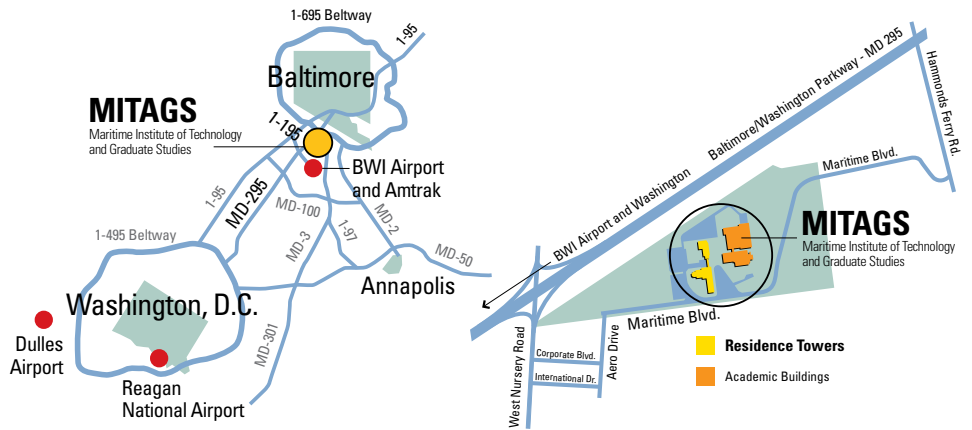 1-695 Beltway
1-95
Baltimore
MITAGS
Maritime Institute of Technology
and Graduate Studies
1-195
BWI Airport
and Amtrak
1-95
MD-295
MD-100
MD-2
MD-3
1-97
1-495 Beltway
MD-50
Annapolis
Washington, D.C.
MD-301
Dulles
Airport
Reagan
National Airport
Baltimore/Washington Parkway - MD 295
Hammonds Ferry Rd.
Maritime Blvd.
BWI Airport and Washington
MITAGS
Maritime Institute of Technology
and Graduate Studies
Maritime Blvd.
West Nursery Road
Corporate Blvd.
International Dr.
Aero Drive
Residence Towers
Academic Buildings